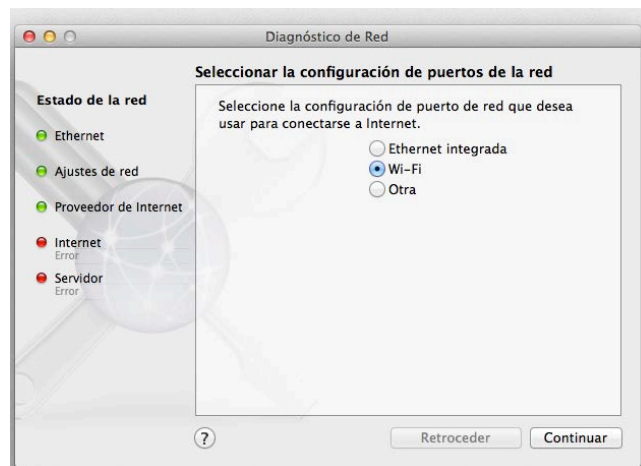 Diagnóstico de Red
Seleccionar la configuración de puertos de la red
Estado de la red
Ethernet
Ajustes de red
Proveedor de Internet
Internet
Error
Servidor
Error
Seleccione la configuración de puerto de red que desea
usar para conectarse a Internet.
Ethernet integrada
Wi-Fi
Otra
?
Retroceder
Continuar